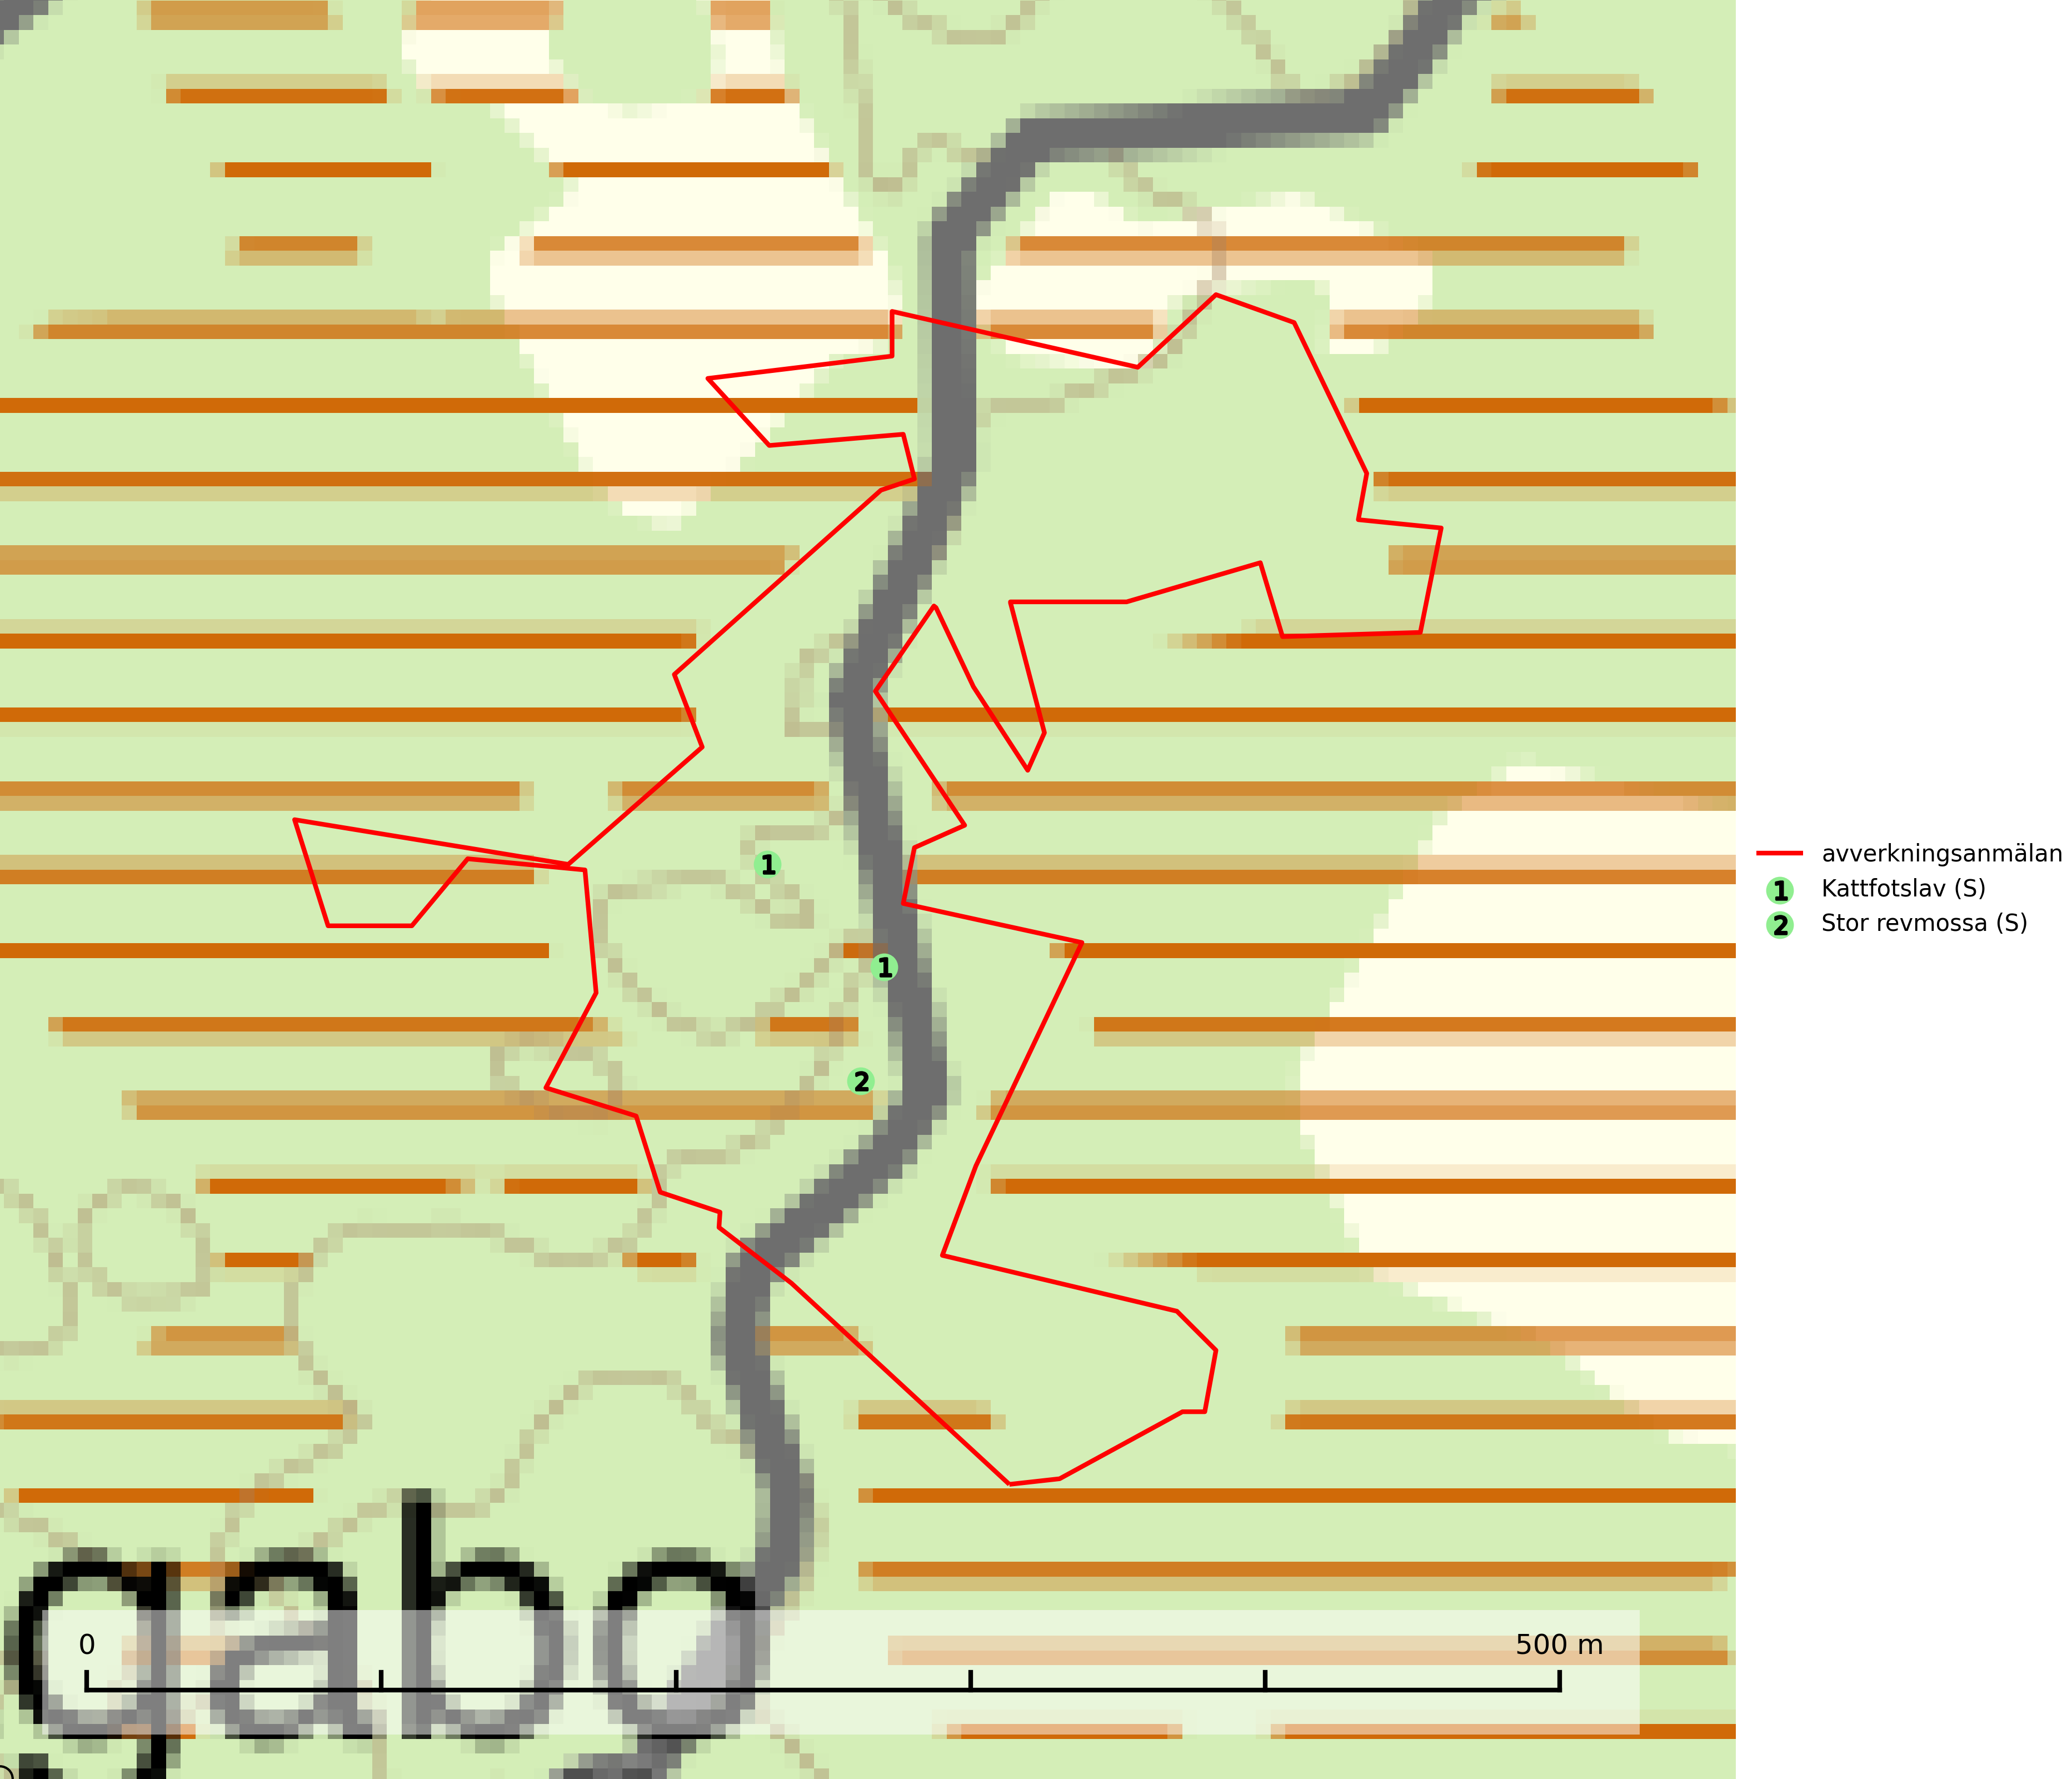 1
1
2
gabo
0 500 m
avverkningsanmälan
1 Kattfotslav (S)
2 Stor revmossa (S)